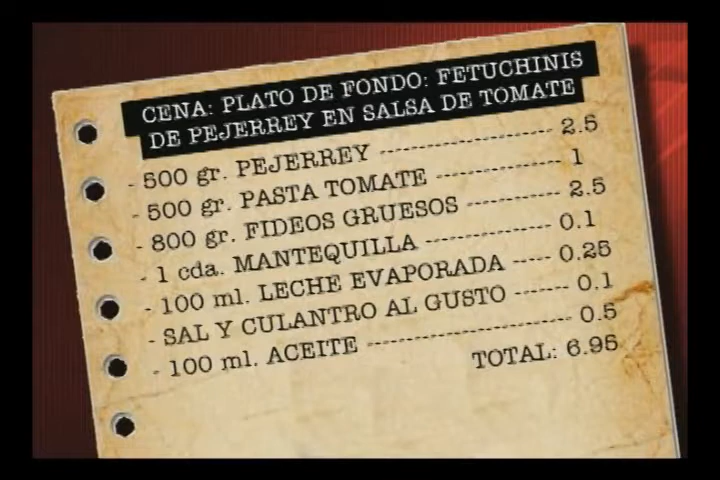 CENA: PLATO DE FONDO: FETUCHINIS
DE PEJERREY EN SALSA DE TOMATE
- 500 gr. PEJERREY -------------------- 2.5
- 500 gr. PASTA TOMATE -------------- 1
- 800 gr. FIDEOS GRUESOS ------------ 2.5
- 1 cda. MANTEQUILLA ---------------- 0.1
- 100 ml. LECHE EVAPORADA ----- 0.25
- SAL Y CULANTRO AL GUSTO ------- 0.1
- 100 ml. ACEITE ------------------------ 0.5
TOTAL: 6.95